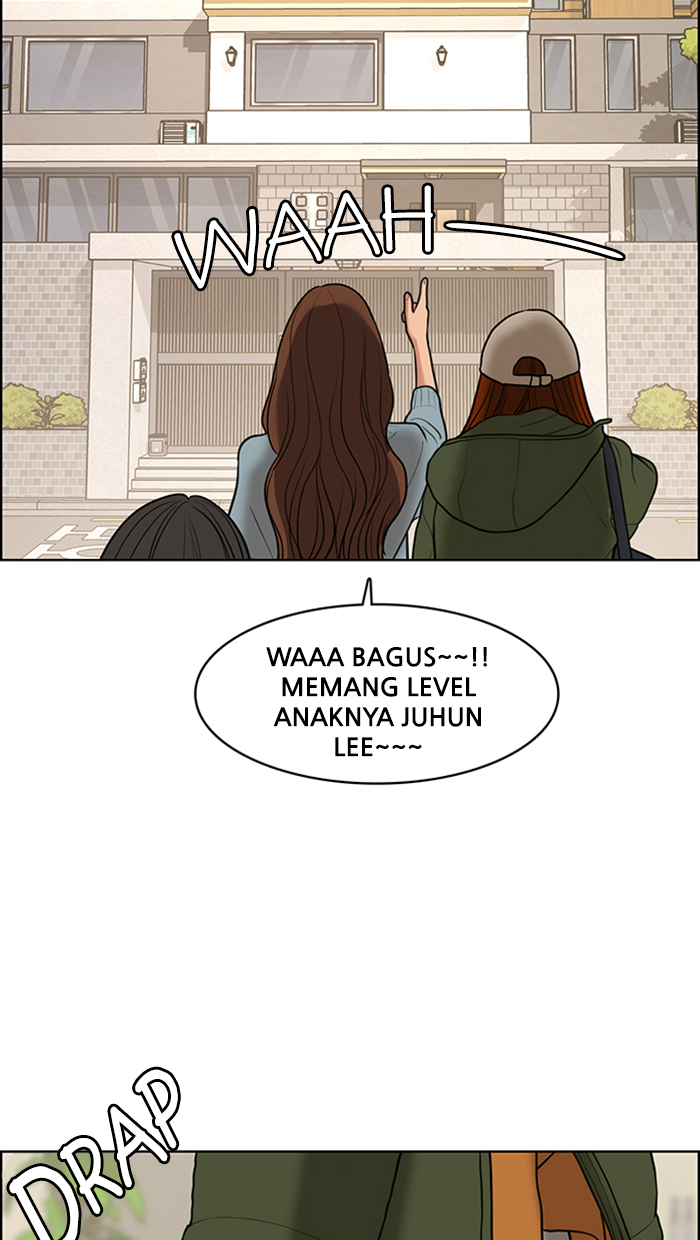 WAAH
WAAA BAGUS~~!!
MEMANG LEVEL
ANAKNYA JUHUN
LEE~~~
DRAP